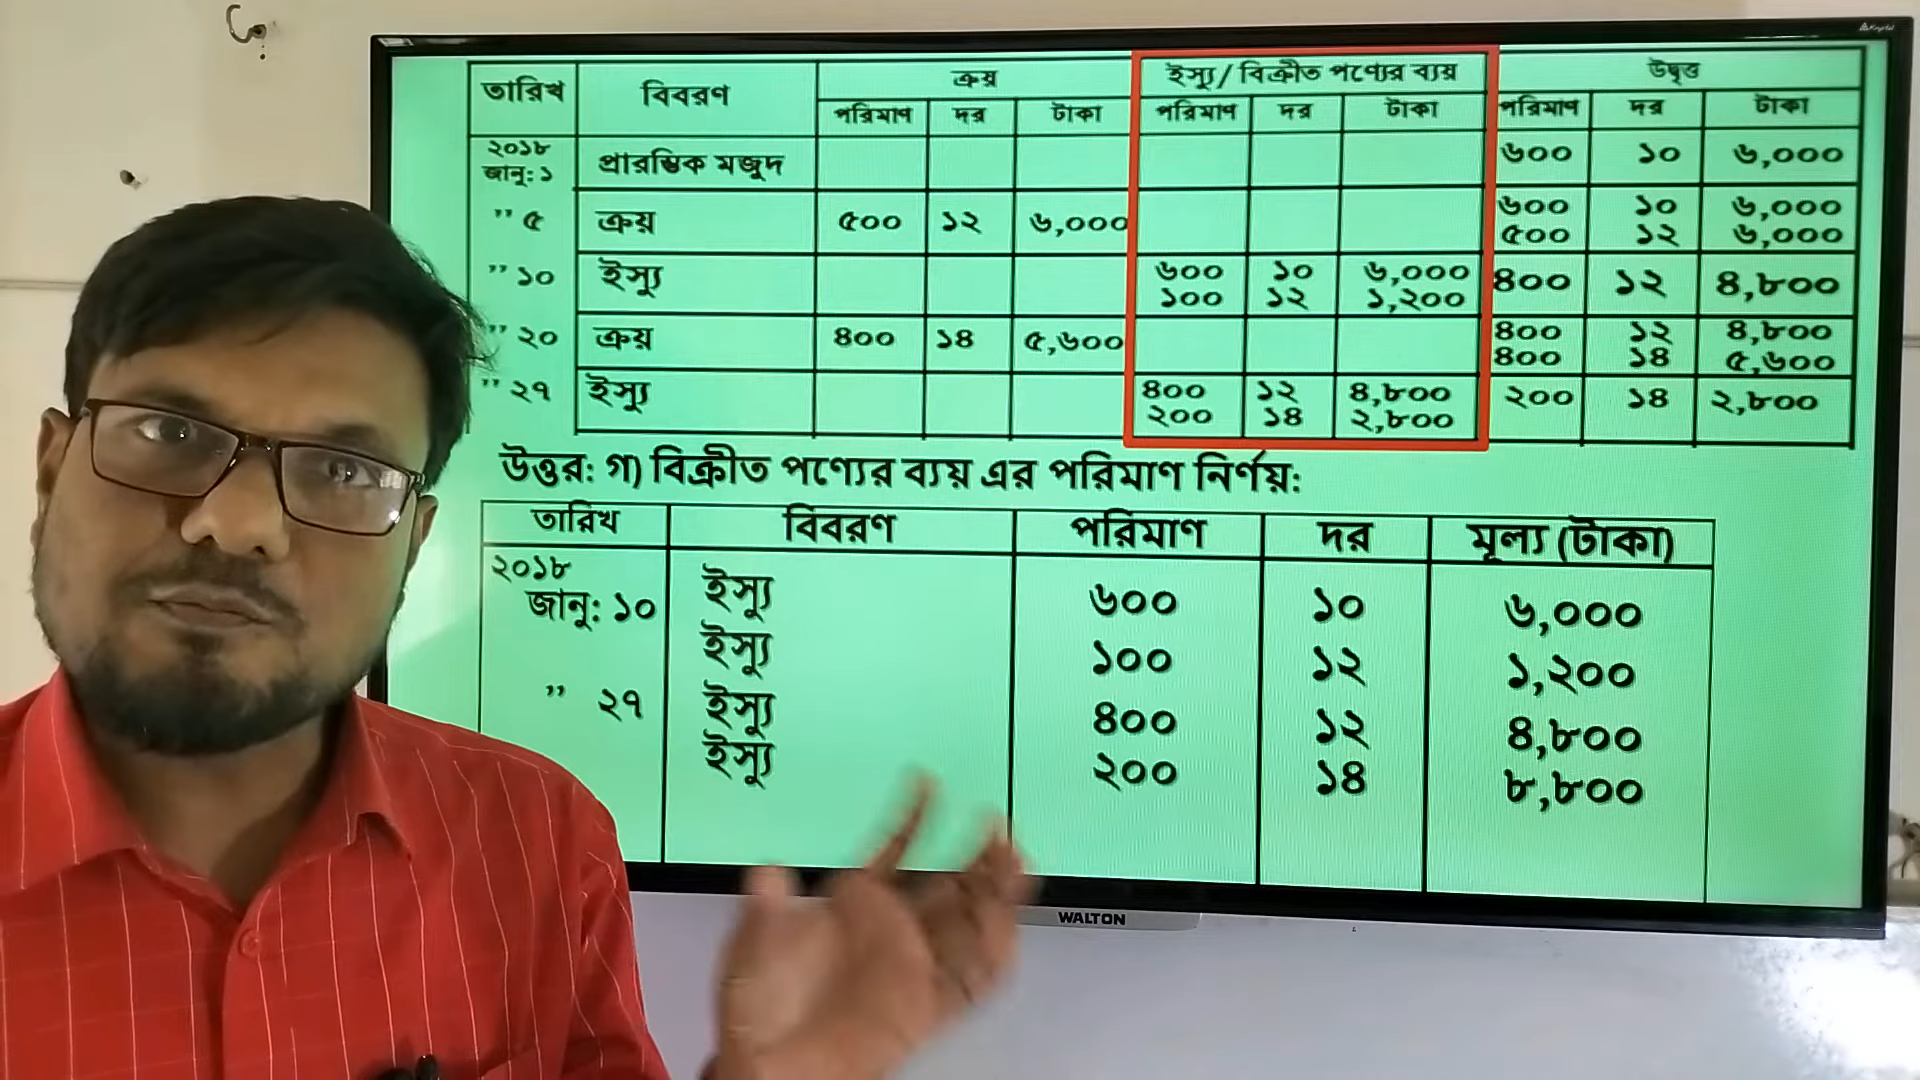 তারিখ বিবরণ ক্রয় ইস্যু/ বিক্রীত পণ্যের ব্যয় উদ্বৃত্ত
পরিমাণ দর টাকা পরিমাণ দর টাকা পরিমাণ দর টাকা
২০১৮
জানু: ১ প্রারম্ভিক মজুদ ৬০০ ১০ ৬,০০০
” ৫ ক্রয় ৫০০ ১২ ৬,০০০ ৬০০ ১০ ৬,০০০
৫০০ ১২ ৬,০০০
” ১০ ইস্যু ৬০০ ১০ ৬,০০০ ৪০০ ১২ ৪,৮০০
১০০ ১২ ১,২০০
” ২০ ক্রয় ৪০০ ১৪ ৫,৬০০ ৪০০ ১২ ৪,৮০০
৪০০ ১৪ ৫,৬০০
” ২৭ ইস্যু ৪০০ ১২ ৪,৮০০ ২০০ ১৪ ২,৮০০
২০০ ১৪ ২,৮০০
উত্তর: গ) বিক্রীত পণ্যের ব্যয় এর পরিমাণ নির্ণয়:
তারিখ বিবরণ পরিমাণ দর মূল্য (টাকা)
২০১৮
জানু: ১০ ইস্যু ৬০০ ১০ ৬,০০০
ইস্যু ১০০ ১২ ১,২০০
” ২৭ ইস্যু ৪০০ ১২ ৪,৮০০
ইস্যু ২০০ ১৪ ৮,৮০০
WALTON